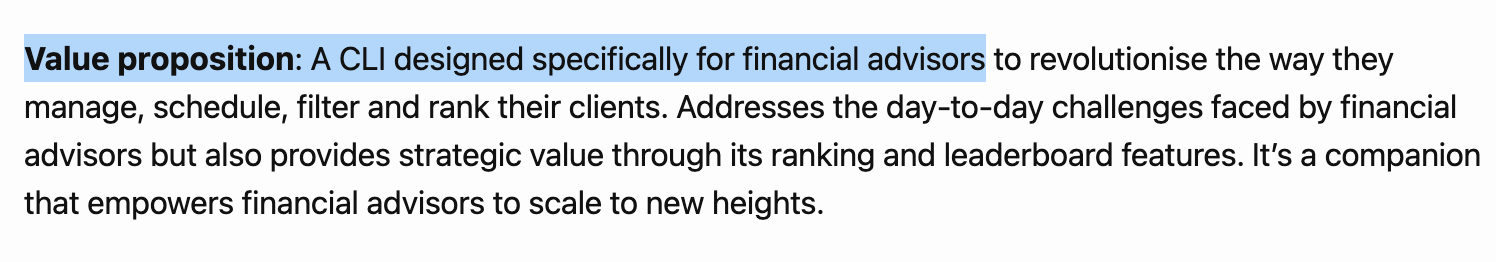 Value proposition: A CLI designed specifically for financial advisors to revolutionise the way they
manage, schedule, filter and rank their clients. Addresses the day-to-day challenges faced by financial
advisors but also provides strategic value through its ranking and leaderboard features. It’s a companion
that empowers financial advisors to scale to new heights.